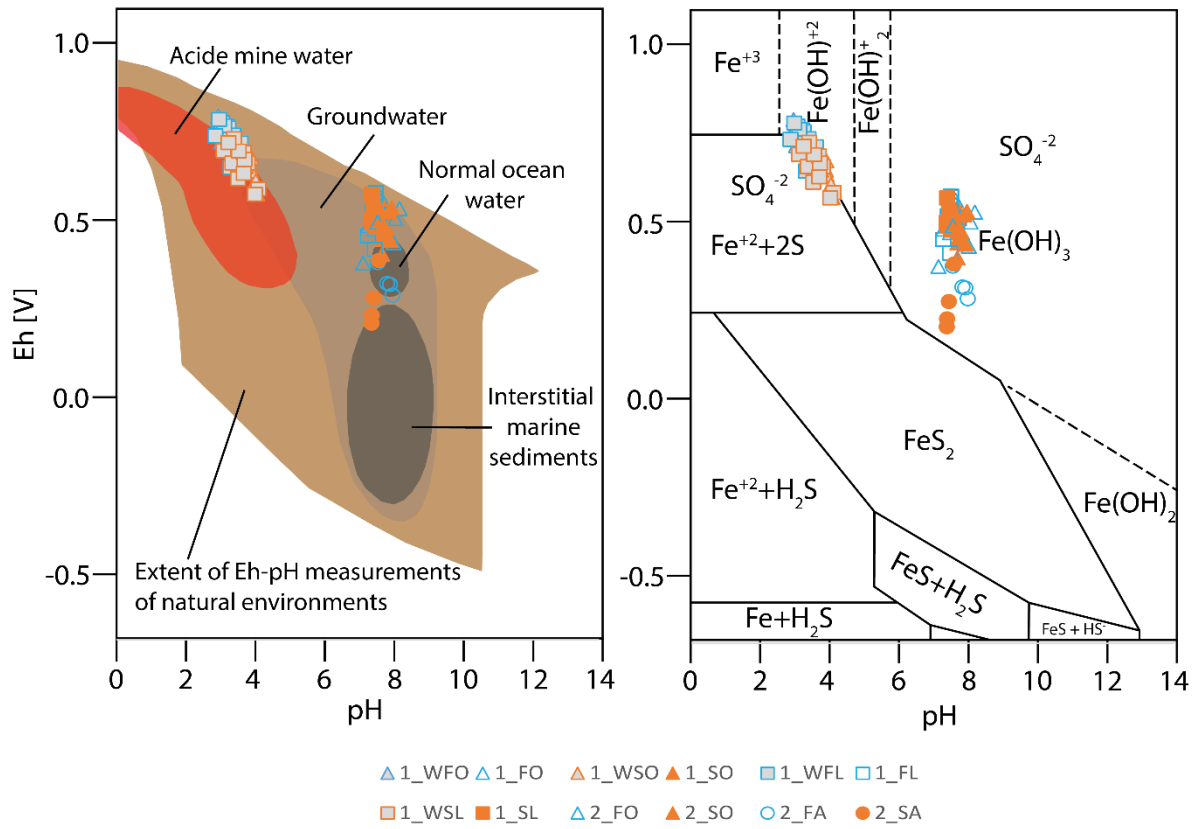 Acide mine water
Groundwater
Normal ocean
water
Interstitial
marine
sediments
Extent of Eh-pH measurements
of natural environments
Eh [V]
1.0
0.5
0.0
-0.5
0 2 4 6 8 10 12 14
pH
Fe⁺³
Fe(OH)⁺²
Fe(OH)⁺₂
SO₄⁻²
SO₄⁻²
Fe⁺²+2S
Fe(OH)₃
FeS₂
Fe⁺²+H₂S
Fe(OH)₂
FeS+H₂S
Fe+H₂S
FeS + HS⁻
1.0
0.5
0.0
-0.5
0 2 4 6 8 10 12 14
pH
1_WFO 1_FO 1_WSO 1_SO 1_WFL 1_FL
1_WSL 1_SL 2_FO 2_SO 2_FA 2_SA